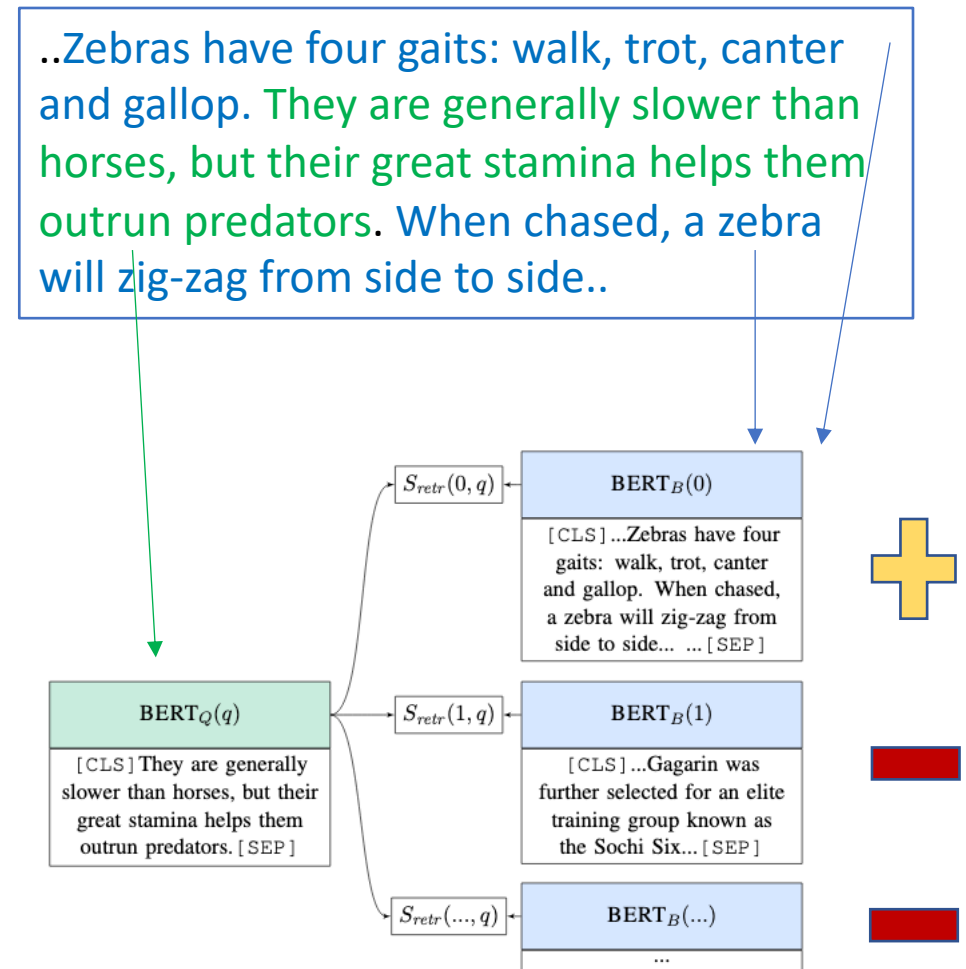 ..Zebras have four gaits: walk, trot, canter
and gallop. They are generally slower than
horses, but their great stamina helps them
outrun predators. When chased, a zebra
will zig-zag from side to side..
S_retr(0, q)
BERT_B(0)
[CLS]...Zebras have four
gaits: walk, trot, canter
and gallop. When chased,
a zebra will zig-zag from
side to side... ...[SEP]
BERT_Q(q)
[CLS]They are generally
slower than horses, but their
great stamina helps them
outrun predators.[SEP]
S_retr(1, q)
BERT_B(1)
[CLS]...Gagarin was
further selected for an elite
training group known as
the Sochi Six...[SEP]
S_retr(..., q)
BERT_B(...)
...